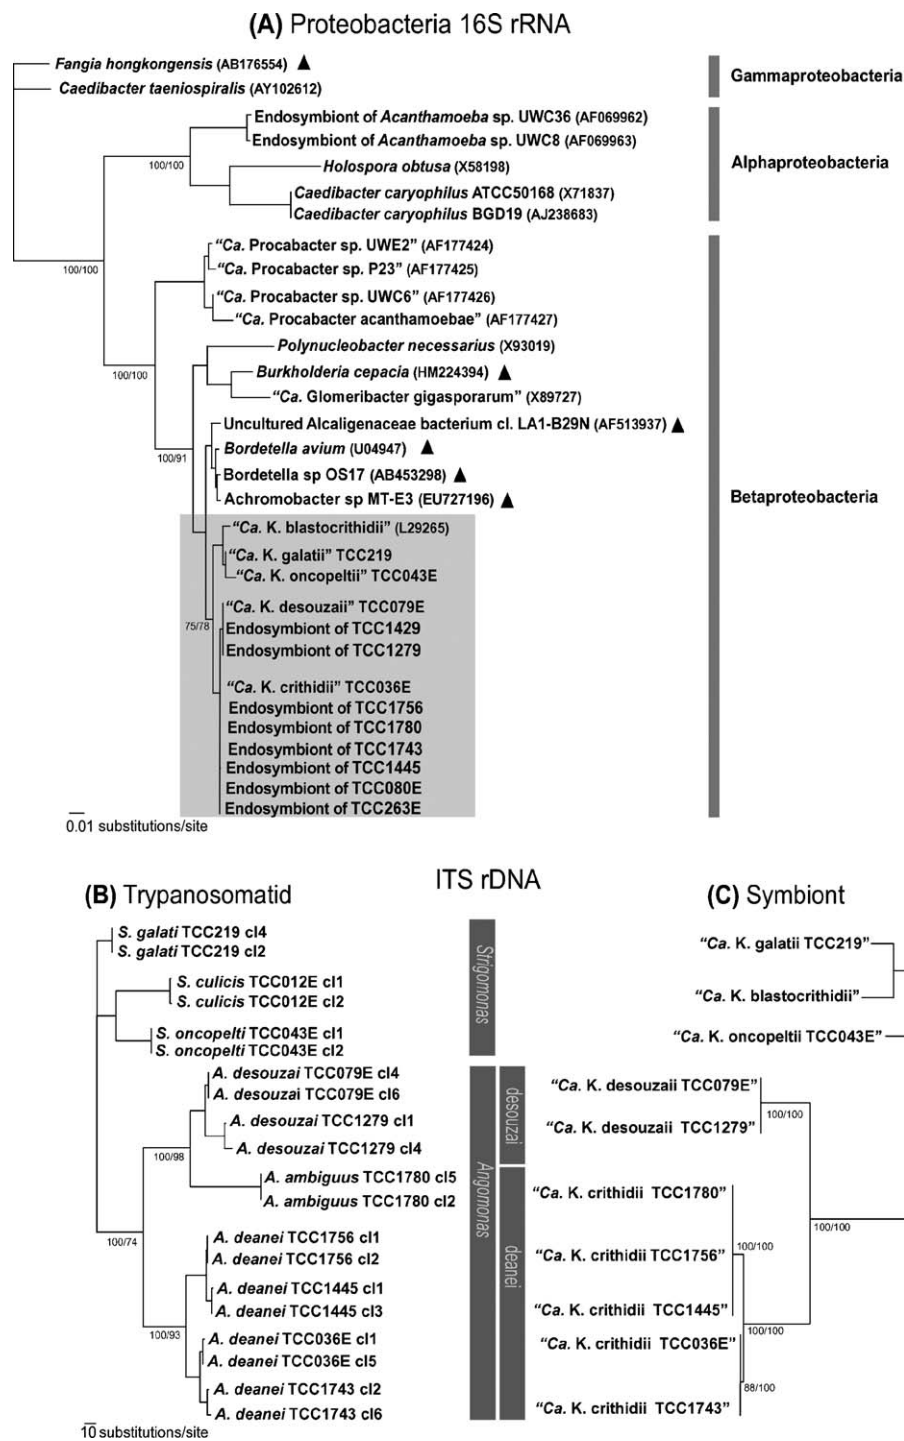 (A) Proteobacteria 16S rRNA
Fangia hongkongensis (AB176554) ▲
Caedibacter taeniospiralis (AY102612)
Gammaproteobacteria
Endosymbiont of Acanthamoeba sp. UWC36 (AF069962)
Endosymbiont of Acanthamoeba sp. UWC8 (AF069963)
100/100
Holospora obtusa (X58198)
Alphaproteobacteria
Caedibacter caryophilus ATCC50168 (X71837)
Caedibacter caryophilus BGD19 (AJ238683)
“Ca. Procabacter sp. UWE2” (AF177424)
100/100
“Ca. Procabacter sp. P23” (AF177425)
“Ca. Procabacter sp. UWC6” (AF177426)
“Ca. Procabacter acanthamoebae” (AF177427)
Polynucleobacter necessarius (X93019)
100/100
Burkholderia cepacia (HM224394) ▲
“Ca. Glomeribacter gigasporarum” (X89727)
Uncultured Alcaligenaceae bacterium cl. LA1-B29N (AF513937) ▲
Bordetella avium (U04947) ▲
100/91
Bordetella sp OS17 (AB453298) ▲
Achromobacter sp MT-E3 (EU727196) ▲
Betaproteobacteria
“Ca. K. blastocrithidii” (L29265)
“Ca. K. galatii” TCC219
“Ca. K. oncopeltii” TCC043E
“Ca. K. desouzaii” TCC079E
75/78
Endosymbiont of TCC1429
Endosymbiont of TCC1279
“Ca. K. crithidii” TCC036E
Endosymbiont of TCC1756
Endosymbiont of TCC1780
Endosymbiont of TCC1743
Endosymbiont of TCC1445
Endosymbiont of TCC080E
Endosymbiont of TCC263E
0.01 substitutions/site
ITS rDNA
(B) Trypanosomatid
S. galati TCC219 cl4
S. galati TCC219 cl2
S. culicis TCC012E cl1
S. culicis TCC012E cl2
S. oncopelti TCC043E cl1
S. oncopelti TCC043E cl2
A. desouzai TCC079E cl4
A. desouzai TCC079E cl6
A. desouzai TCC1279 cl1
A. desouzai TCC1279 cl4
100/98
A. ambiguus TCC1780 cl5
A. ambiguus TCC1780 cl2
A. deanei TCC1756 cl1
100/74
A. deanei TCC1756 cl2
A. deanei TCC1445 cl1
A. deanei TCC1445 cl3
100/93
A. deanei TCC036E cl1
A. deanei TCC036E cl5
A. deanei TCC1743 cl2
A. deanei TCC1743 cl6
10 substitutions/site
Strigomonas
Angomonas
desouzai
deanei
(C) Symbiont
“Ca. K. galatii TCC219”
“Ca. K. blastocrithidii”
“Ca. K. oncopeltii TCC043E”
“Ca. K. desouzaii TCC079E”
100/100
“Ca. K. desouzaii TCC1279”
“Ca. K. crithidii TCC1780”
100/100
100/100
“Ca. K. crithidii TCC1756”
“Ca. K. crithidii TCC1445”
100/100
“Ca. K. crithidii TCC036E”
88/100
“Ca. K. crithidii TCC1743”